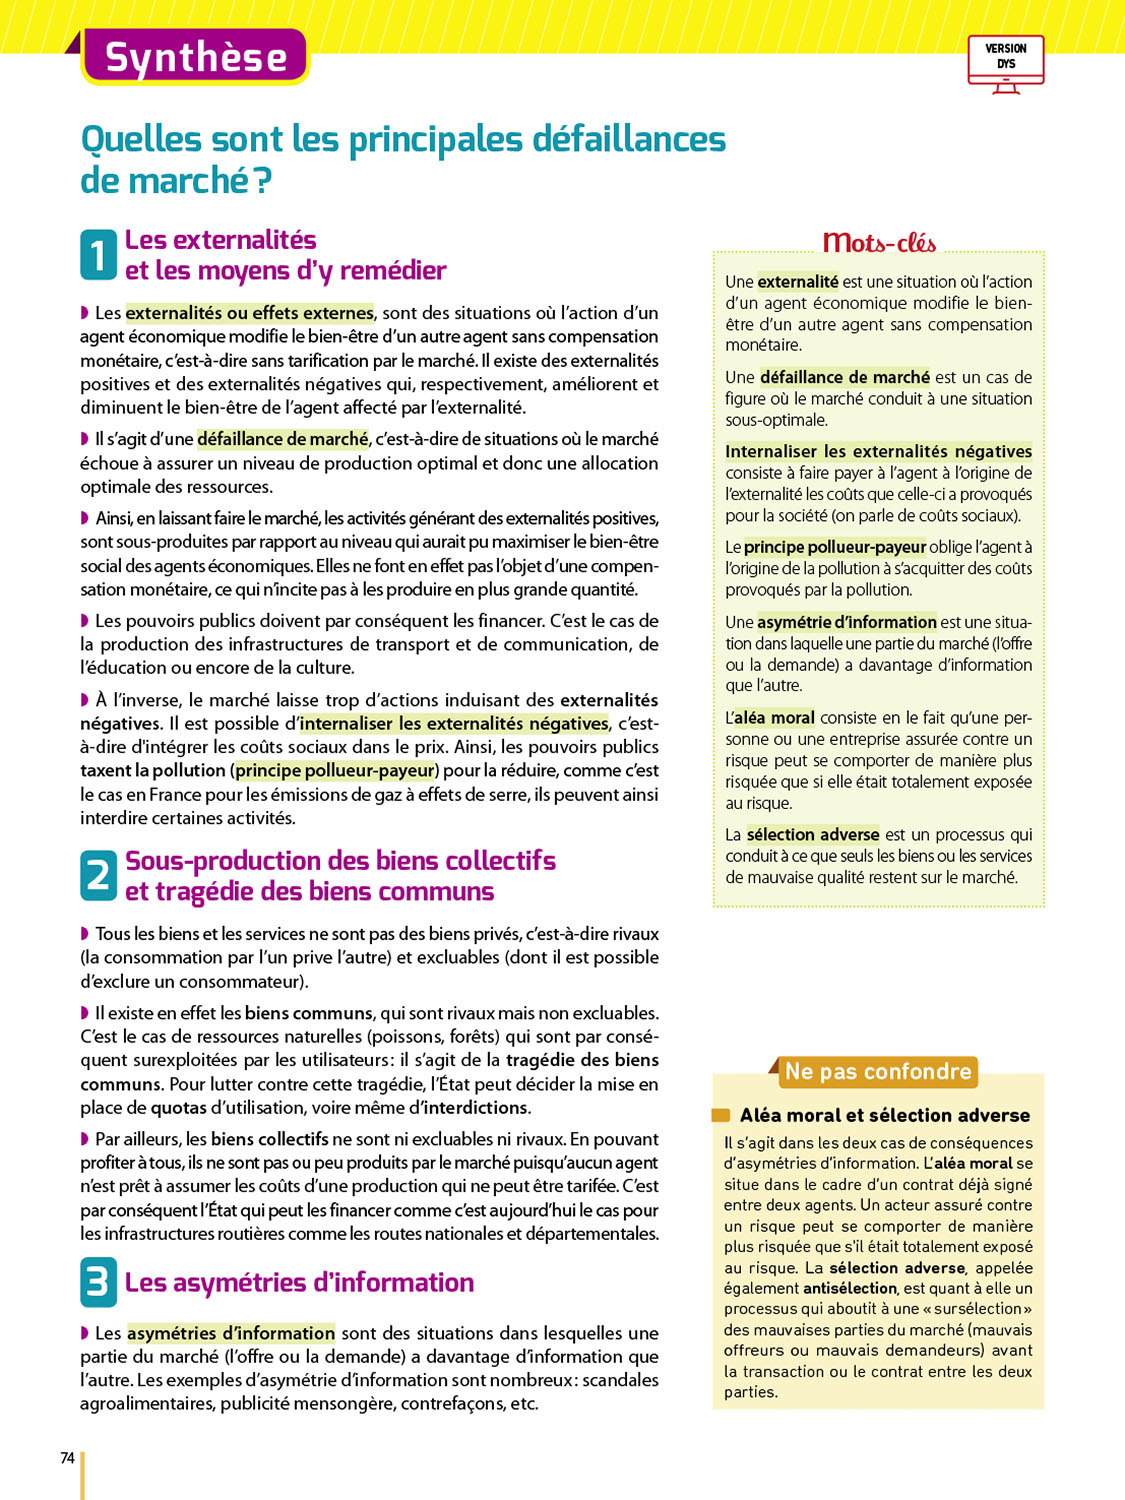 Synthèse
VERSION
DYS
Quelles sont les principales défaillances
de marché ?
1
Les externalités
et les moyens d’y remédier
Les externalités ou effets externes, sont des situations où l’action d’un
agent économique modifie le bien-être d’un autre agent sans compensation
monétaire, c’est-à-dire sans tarification par le marché. Il existe des externalités
positives et des externalités négatives qui, respectivement, améliorent et
diminuent le bien-être de l’agent affecté par l’externalité.
Il s’agit d’une défaillance de marché, c’est-à-dire de situations où le marché
échoue à assurer un niveau de production optimal et donc une allocation
optimale des ressources.
Ainsi, en laissant faire le marché, les activités générant des externalités positives,
sont sous-produites par rapport au niveau qui aurait pu maximiser le bien-être
social des agents économiques. Elles ne font en effet pas l’objet d’une compen-
sation monétaire, ce qui n’incite pas à les produire en plus grande quantité.
Les pouvoirs publics doivent par conséquent les financer. C’est le cas de
la production des infrastructures de transport et de communication, de
l’éducation ou encore de la culture.
À l’inverse, le marché laisse trop d’actions induisant des externalités
négatives. Il est possible d’internaliser les externalités négatives, c’est-
à-dire d'intégrer les coûts sociaux dans le prix. Ainsi, les pouvoirs publics
taxent la pollution (principe pollueur-payeur) pour la réduire, comme c’est
le cas en France pour les émissions de gaz à effets de serre, ils peuvent ainsi
interdire certaines activités.
2
Sous-production des biens collectifs
et tragédie des biens communs
Tous les biens et les services ne sont pas des biens privés, c’est-à-dire rivaux
(la consommation par l’un prive l’autre) et excluables (dont il est possible
d’exclure un consommateur).
Il existe en effet les biens communs, qui sont rivaux mais non excluables.
C’est le cas de ressources naturelles (poissons, forêts) qui sont par consé-
quent surexploitées par les utilisateurs : il s’agit de la tragédie des biens
communs. Pour lutter contre cette tragédie, l’État peut décider la mise en
place de quotas d’utilisation, voire même d’interdictions.
Par ailleurs, les biens collectifs ne sont ni excluables ni rivaux. En pouvant
profiter à tous, ils ne sont pas ou peu produits par le marché puisqu’aucun agent
n’est prêt à assumer les coûts d’une production qui ne peut être tarifée. C’est
par conséquent l’État qui peut les financer comme c’est aujourd’hui le cas pour
les infrastructures routières comme les routes nationales et départementales.
3
Les asymétries d’information
Les asymétries d’information sont des situations dans lesquelles une
partie du marché (l’offre ou la demande) a davantage d’information que
l’autre. Les exemples d’asymétrie d’information sont nombreux : scandales
agroalimentaires, publicité mensongère, contrefaçons, etc.
Mots-clés
Une externalité est une situation où l’action
d’un agent économique modifie le bien-
être d’un autre agent sans compensation
monétaire.
Une défaillance de marché est un cas de
figure où le marché conduit à une situation
sous-optimale.
Internaliser les externalités négatives
consiste à faire payer à l’agent à l’origine de
l’externalité les coûts que celle-ci a provoqués
pour la société (on parle de coûts sociaux).
Le principe pollueur-payeur oblige l’agent à
l’origine de la pollution à s’acquitter des coûts
provoqués par la pollution.
Une asymétrie d’information est une situa-
tion dans laquelle une partie du marché (l’offre
ou la demande) a davantage d’information
que l’autre.
L’aléa moral consiste en le fait qu’une per-
sonne ou une entreprise assurée contre un
risque peut se comporter de manière plus
risquée que si elle était totalement exposée
au risque.
La sélection adverse est un processus qui
conduit à ce que seuls les biens ou les services
de mauvaise qualité restent sur le marché.
Ne pas confondre
Aléa moral et sélection adverse
Il s’agit dans les deux cas de conséquences
d’asymétries d’information. L’aléa moral se
situe dans le cadre d’un contrat déjà signé
entre deux agents. Un acteur assuré contre
un risque peut se comporter de manière
plus risquée que s'il était totalement exposé
au risque. La sélection adverse, appelée
également antisélection, est quant à elle un
processus qui aboutit à une « sursélection »
des mauvaises parties du marché (mauvais
offreurs ou mauvais demandeurs) avant
la transaction ou le contrat entre les deux
parties.
74